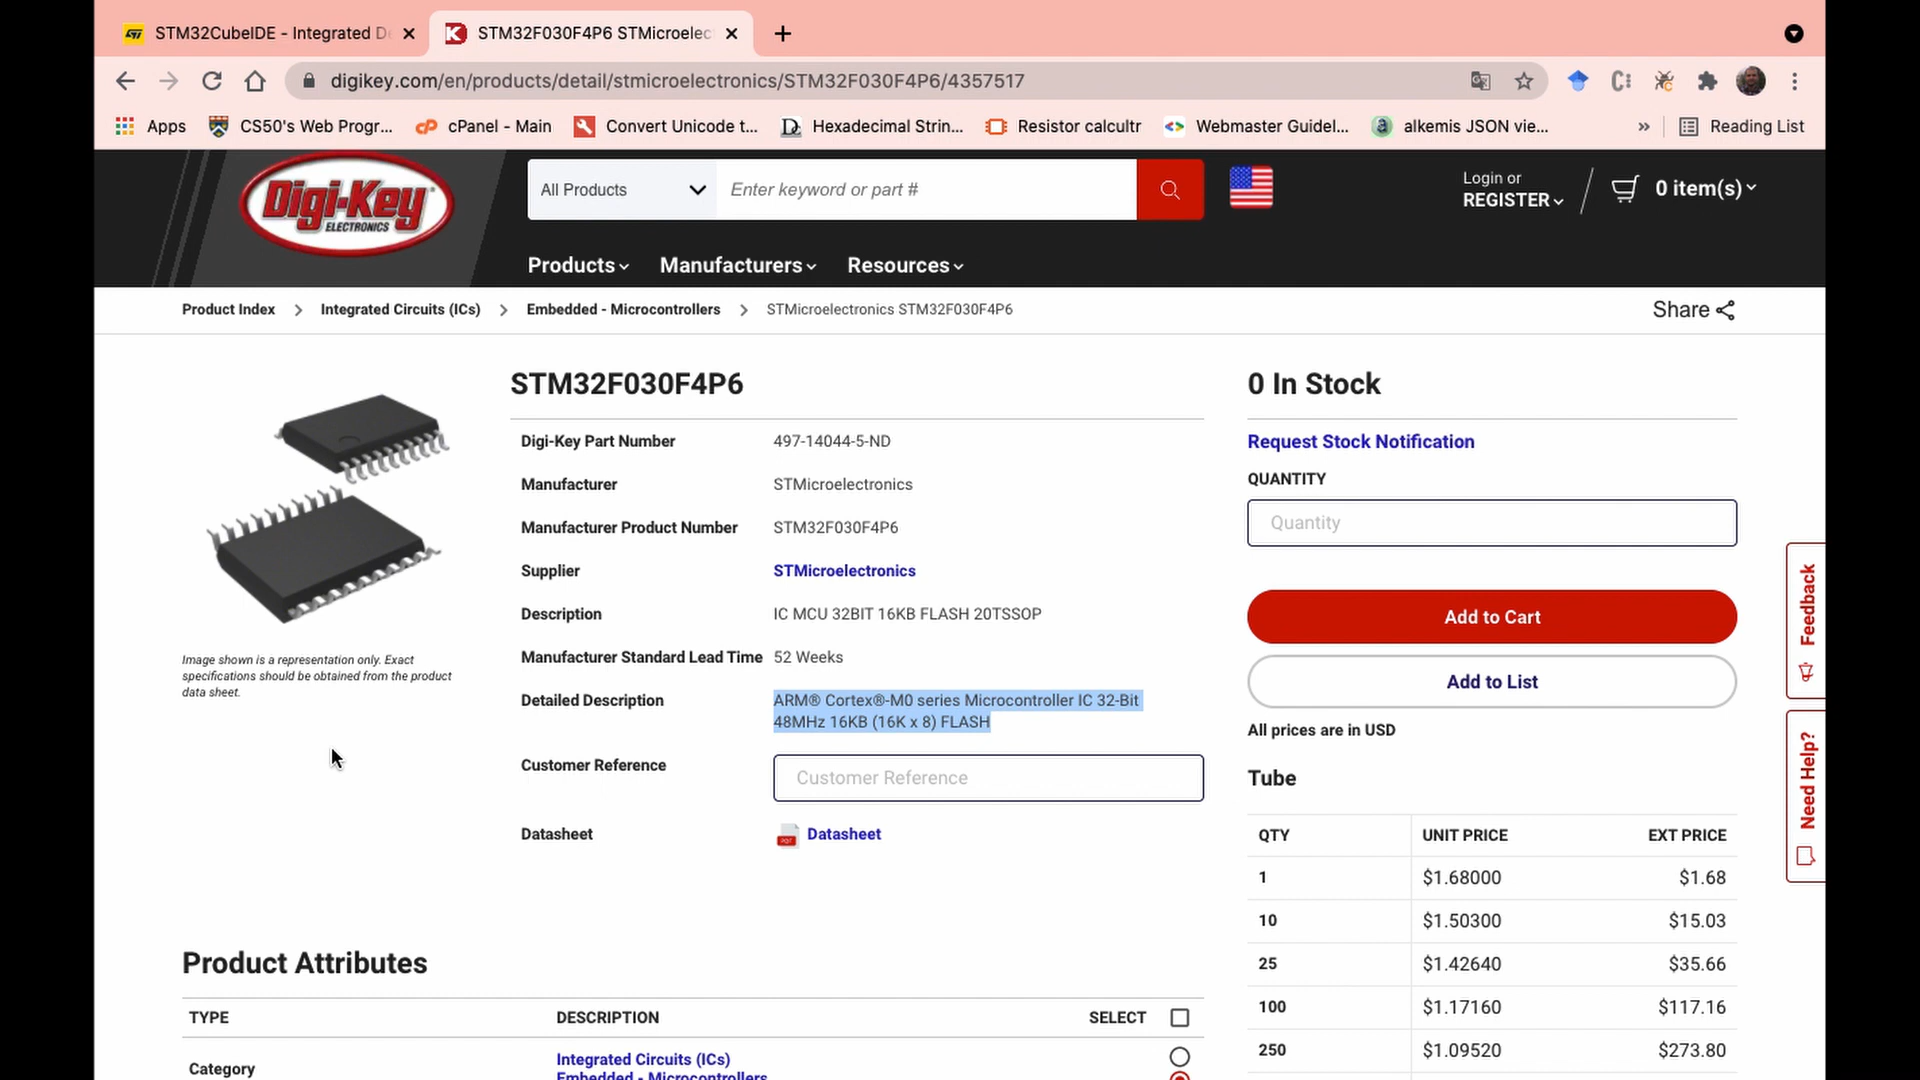 STM32CubeIDE - Integrated D
STM32F030F4P6 STMicroelec
digikey.com/en/products/detail/stmicroelectronics/STM32F030F4P6/4357517
Apps
CS50's Web Progr...
cPanel - Main
Convert Unicode t...
Hexadecimal Strin...
Resistor calcultr
Webmaster Guidel...
alkemis JSON vie...
»
Reading List
Digi-Key
ELECTRONICS
All Products
Enter keyword or part #
Login or
REGISTER
0 item(s)
Products
Manufacturers
Resources
Product Index > Integrated Circuits (ICs) > Embedded - Microcontrollers > STMicroelectronics STM32F030F4P6
Share
Image shown is a representation only. Exact
specifications should be obtained from the product
data sheet.
STM32F030F4P6
Digi-Key Part Number 497-14044-5-ND
Manufacturer STMicroelectronics
Manufacturer Product Number STM32F030F4P6
Supplier STMicroelectronics
Description IC MCU 32BIT 16KB FLASH 20TSSOP
Manufacturer Standard Lead Time 52 Weeks
Detailed Description ARM® Cortex®-M0 series Microcontroller IC 32-Bit
48MHz 16KB (16K x 8) FLASH
Customer Reference Customer Reference
Datasheet Datasheet
0 In Stock
Request Stock Notification
QUANTITY
Quantity
Add to Cart
Add to List
All prices are in USD
Tube
QTY UNIT PRICE EXT PRICE
1 $1.68000 $1.68
10 $1.50300 $15.03
25 $1.42640 $35.66
100 $1.17160 $117.16
250 $1.09520 $273.80
Feedback
Need Help?
Product Attributes
TYPE DESCRIPTION SELECT
Category Integrated Circuits (ICs)
Embedded - Microcontrollers